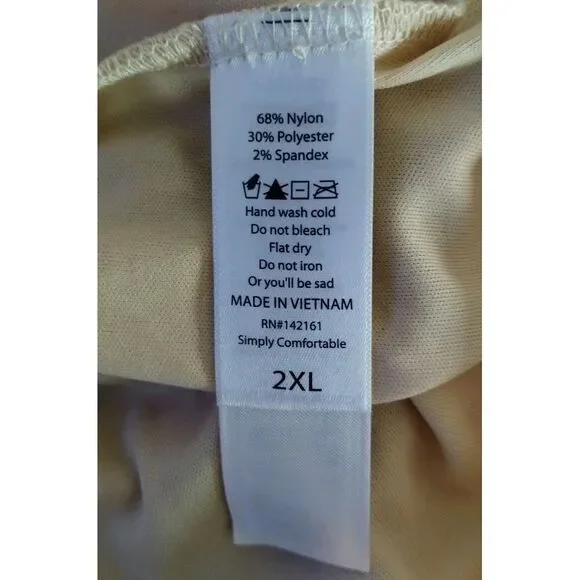 68% Nylon
30% Polyester
2% Spandex
Hand wash cold
Do not bleach
Flat dry
Do not iron
Or you'll be sad
MADE IN VIETNAM
RN#142161
Simply Comfortable
2XL